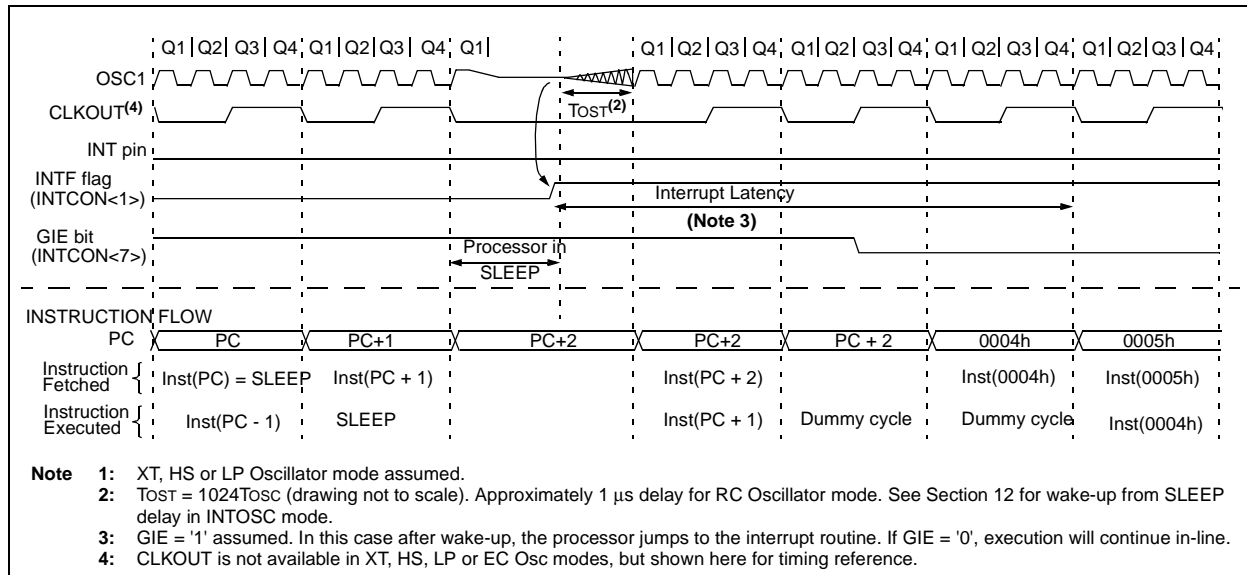 Q1| Q2| Q3| Q4| Q1| Q2| Q3| Q4| Q1| Q1| Q2| Q3| Q4| Q1| Q2| Q3| Q4| Q1| Q2| Q3| Q4| Q1| Q2| Q3| Q4
OSC1
CLKOUT(4)
TOST(2)
INT pin
INTF flag
(INTCON<1>)
Interrupt Latency
(Note 3)
GIE bit
(INTCON<7>)
Processor in
SLEEP
INSTRUCTION FLOW
PC PC PC+1 PC+2 PC+2 PC + 2 0004h 0005h
Instruction
Fetched { Inst(PC) = SLEEP Inst(PC + 1) Inst(PC + 2) Inst(0004h) Inst(0005h)
Instruction
Executed { Inst(PC - 1) SLEEP Inst(PC + 1) Dummy cycle Dummy cycle Inst(0004h)
Note 1: XT, HS or LP Oscillator mode assumed.
2: TOST = 1024TOSC (drawing not to scale). Approximately 1 µs delay for RC Oscillator mode. See Section 12 for wake-up from SLEEP
delay in INTOSC mode.
3: GIE = '1' assumed. In this case after wake-up, the processor jumps to the interrupt routine. If GIE = '0', execution will continue in-line.
4: CLKOUT is not available in XT, HS, LP or EC Osc modes, but shown here for timing reference.